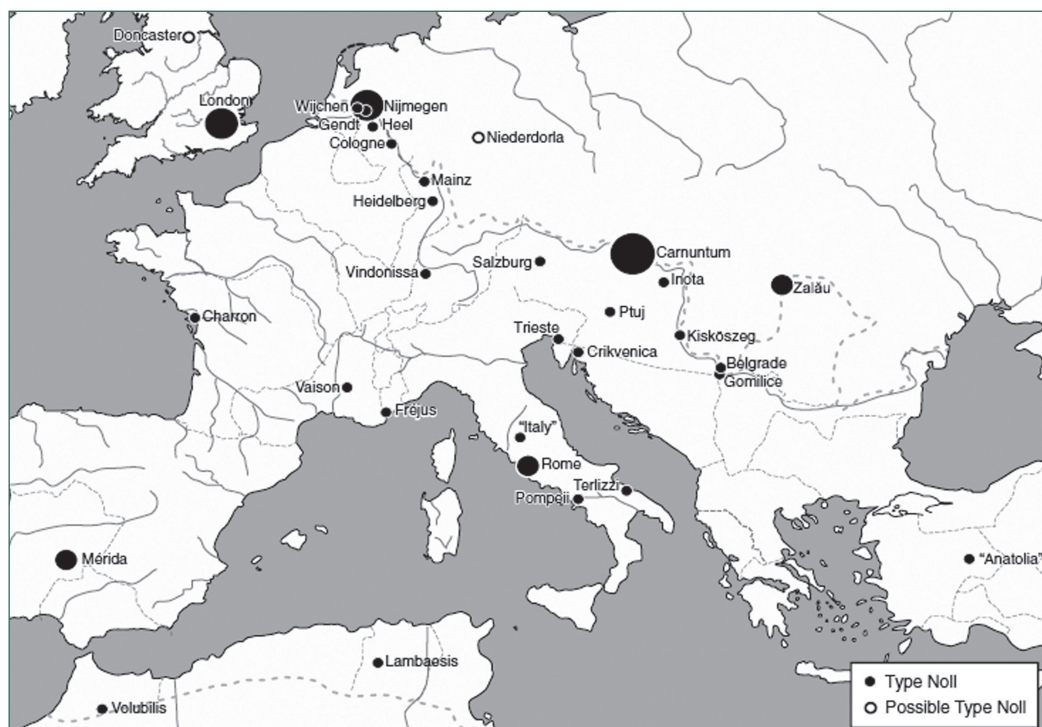 Doncaster
London
Wijchen
Nijmegen
Gendt
Heel
Cologne
Niederdorla
Mainz
Heidelberg
Carnuntum
Salzburg
Vindonissa
Inota
Zalău
Charron
Ptuj
Trieste
Kisköszeg
Crikvenica
Belgrade
Gomilice
Vaison
Fréjus
"Italy"
Rome
Terlizzi
Pompeii
Mérida
"Anatolia"
Lambaesis
Volubilis
Type Noll
Possible Type Noll